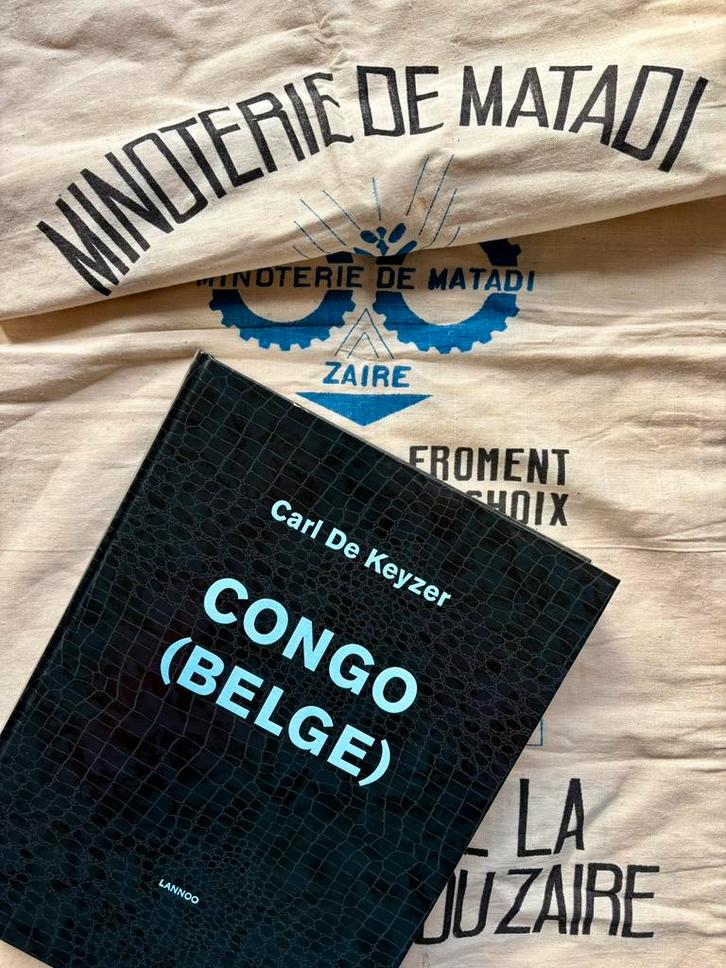 MINOTERIE DE MATADI
MINOTERIE DE MATADI
ZAIRE
FROMENT
CHOIX
Carl De Keyzer
CONGO
(BELGE)
LANNOO
LA
DU ZAIRE